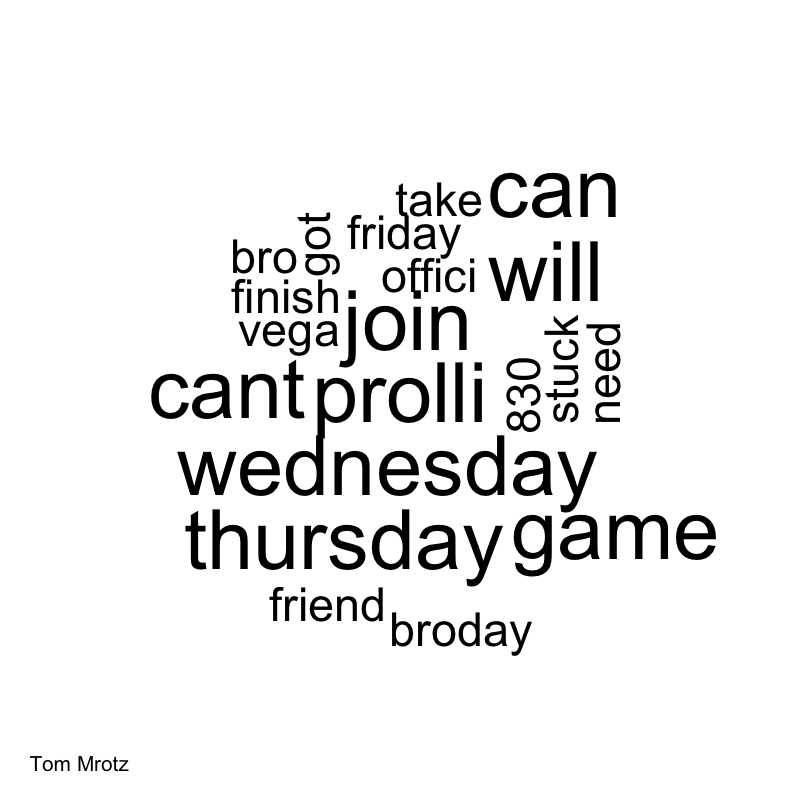 take can
got friday
bro offici will
finish
vega join
stuck
need
cant prolli 830
wednesday
thursday game
friend
broday
Tom Mrotz